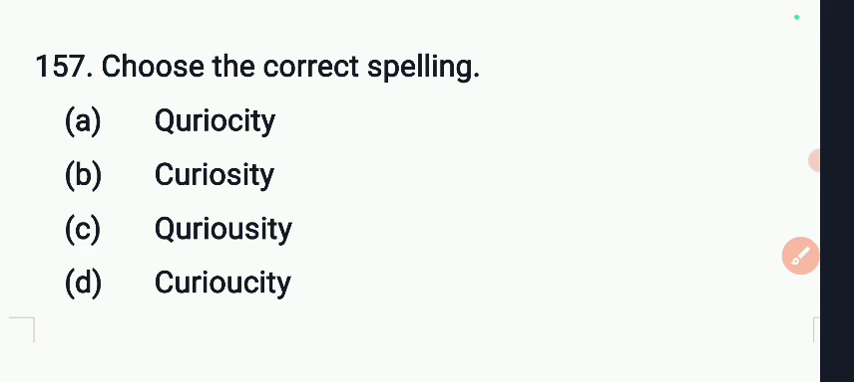 157. Choose the correct spelling.
(a) Quriocity
(b) Curiosity
(c) Quriousity
(d) Curioucity